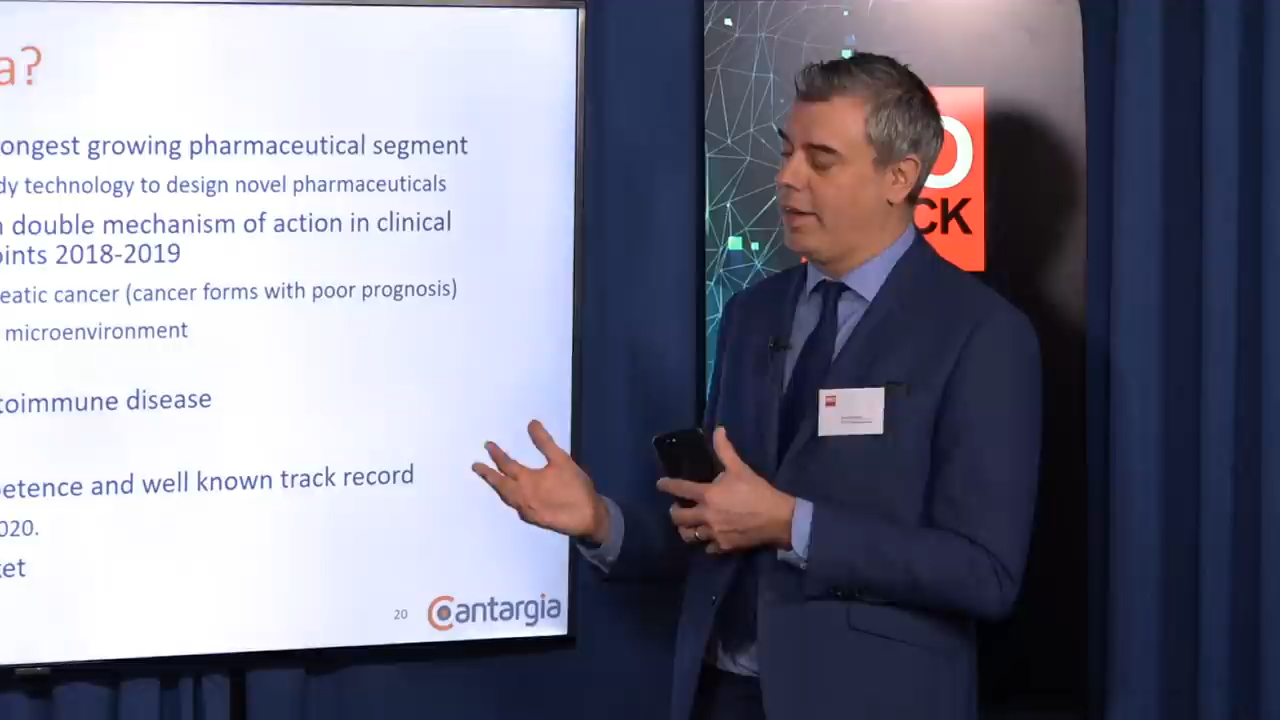 a?
ongest growing pharmaceutical segment
dy technology to design novel pharmaceuticals
n double mechanism of action in clinical
oints 2018-2019
eatic cancer (cancer forms with poor prognosis)
microenvironment
toimmune disease
petence and well known track record
020.
ket
20
Cantargia
O
CK